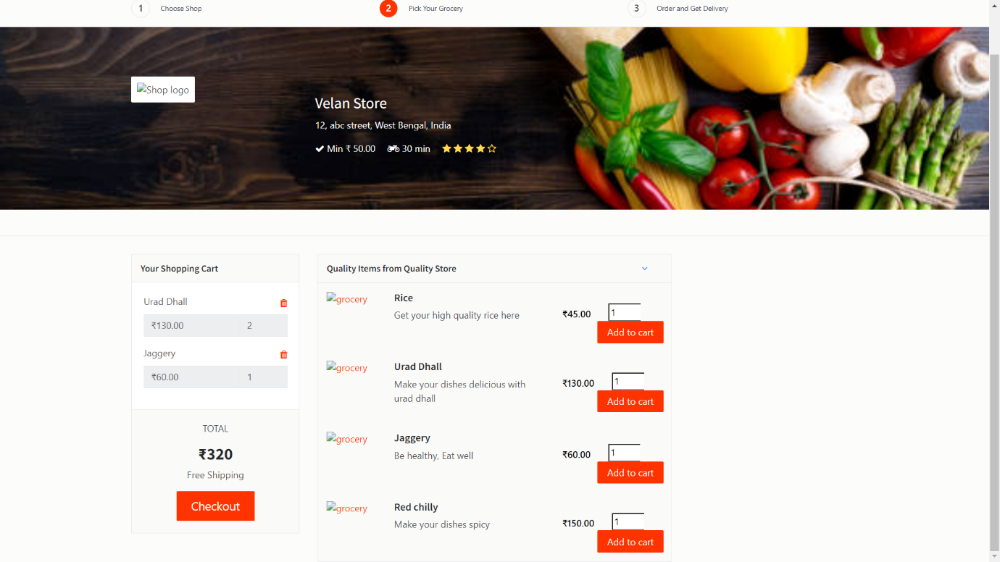 1 Choose Shop
2 Pick Your Grocery
3 Order and Get Delivery
Shop logo
Velan Store
12, abc street, West Bengal, India
Min ₹ 50.00 30 min
Your Shopping Cart
Urad Dhall
₹130.00 2
Jaggery
₹60.00 1
TOTAL
₹320
Free Shipping
Checkout
Quality Items from Quality Store
grocery
Rice
Get your high quality rice here
₹45.00
1
Add to cart
grocery
Urad Dhall
Make your dishes delicious with
urad dhall
₹130.00
1
Add to cart
grocery
Jaggery
Be healthy, Eat well
₹60.00
1
Add to cart
grocery
Red chilly
Make your dishes spicy
₹150.00
1
Add to cart